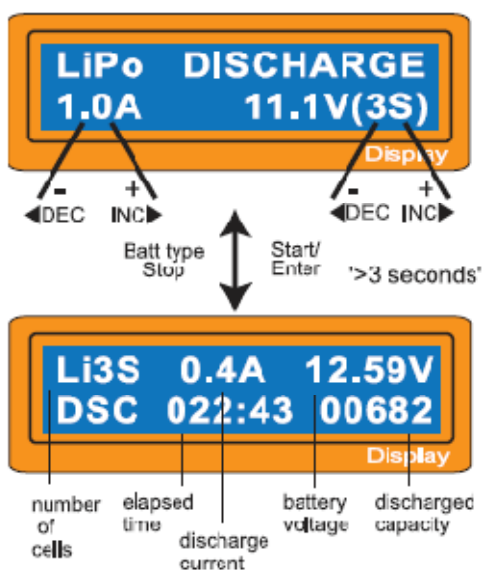 LiPo DISCHARGE
1.0A 11.1V(3S)
Display
- + - +
◀DEC INC▶ ◀DEC INC▶
Batt type Start/
Stop Enter '>3 seconds'
Li3S 0.4A 12.59V
DSC 022:43 00682
Display
number elapsed battery discharged
of time voltage capacity
cells discharge
current